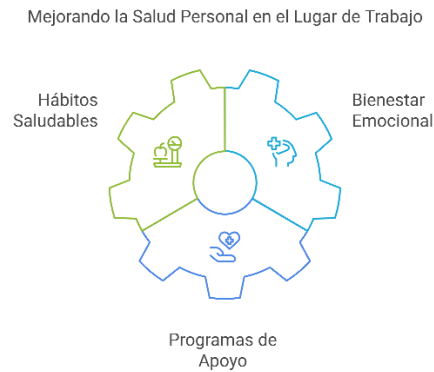 Mejorando la Salud Personal en el Lugar de Trabajo
Hábitos
Saludables
Bienestar
Emocional
Programas de
Apoyo